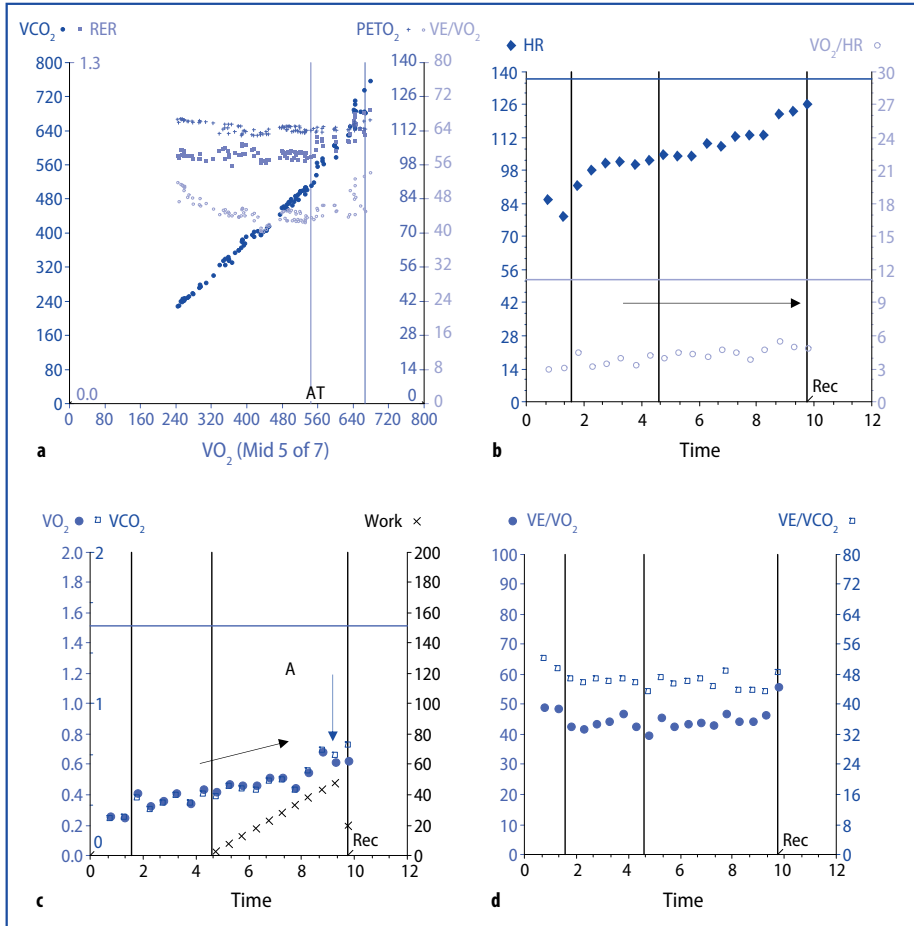 VCO2 RER PETO2 VE/VO2
800 1.3 140 80
720 126 72
640 112 64
560 98 56
480 84 48
400 70 40
320 56 32
240 42 24
160 28 16
80 14 8
0 0.0 AT 0 0
0 80 160 240 320 400 480 560 640 720 800
a VO2 (Mid 5 of 7)
HR VO2/HR
140 30
126 27
112 24
98 21
84 18
70 15
56 12
42 9
28 6
14 3
0 Rec 0
0 2 4 6 8 10 12
b Time
VO2 VCO2 Work
2.0 2 200
1.8 180
1.6 160
1.4 140
1.2 A 120
1.0 1 100
0.8 80
0.6 60
0.4 40
0.2 20
0.0 0 Rec 0
0 2 4 6 8 10 12
c Time
VE/VO2 VE/VCO2
100 80
90 72
80 64
70 56
60 48
50 40
40 32
30 24
20 16
10 8
0 Rec 0
0 2 4 6 8 10 12
d Time